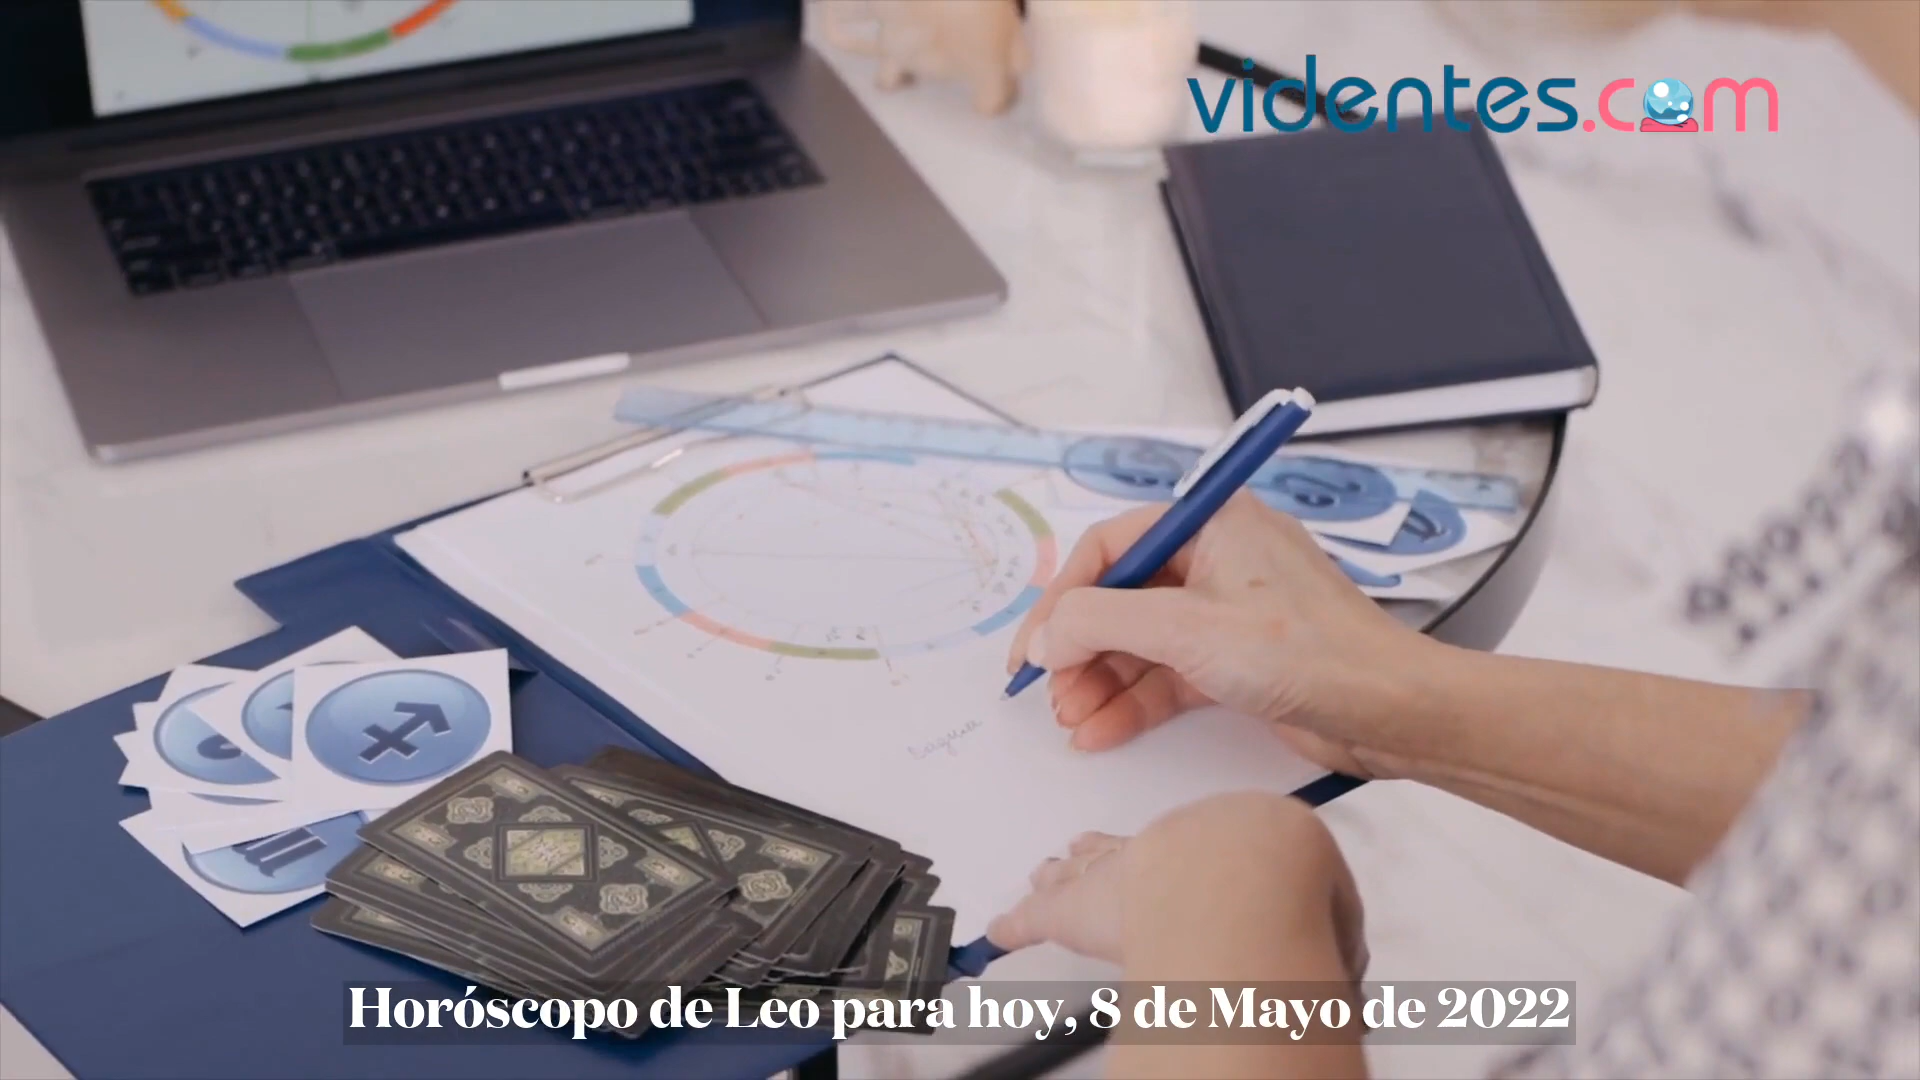 videntes.com
Horóscopo de Leo para hoy, 8 de Mayo de 2022